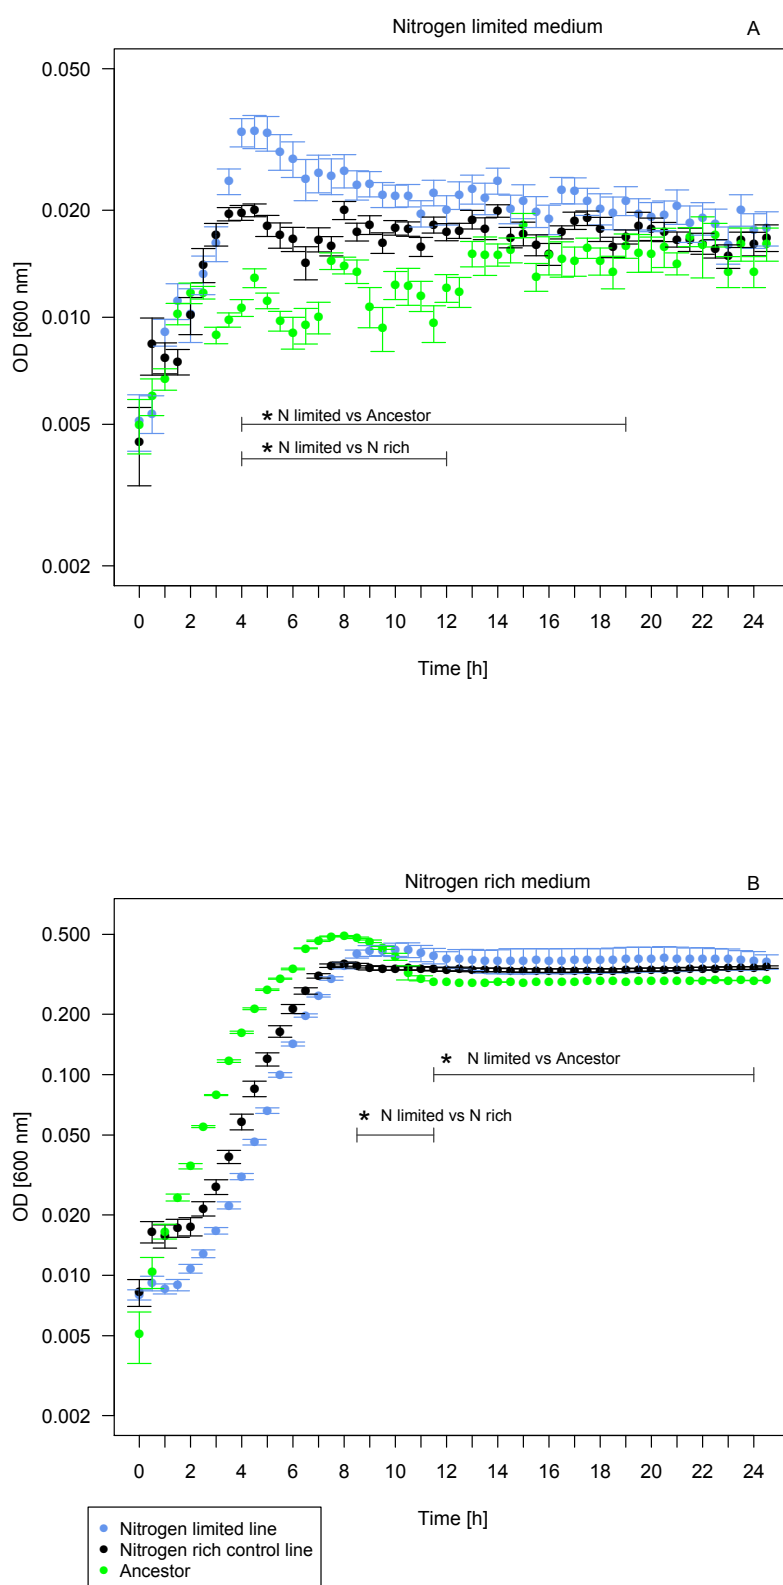 Nitrogen limited medium A
0.050
0.020
0.010
0.005
0.002
OD [600 nm]
* N limited vs Ancestor
* N limited vs N rich
0 2 4 6 8 10 12 14 16 18 20 22 24
Time [h]
Nitrogen rich medium B
0.500
0.200
0.100
0.050
0.020
0.010
0.005
0.002
OD [600 nm]
* N limited vs Ancestor
* N limited vs N rich
0 2 4 6 8 10 12 14 16 18 20 22 24
Time [h]
Nitrogen limited line
Nitrogen rich control line
Ancestor